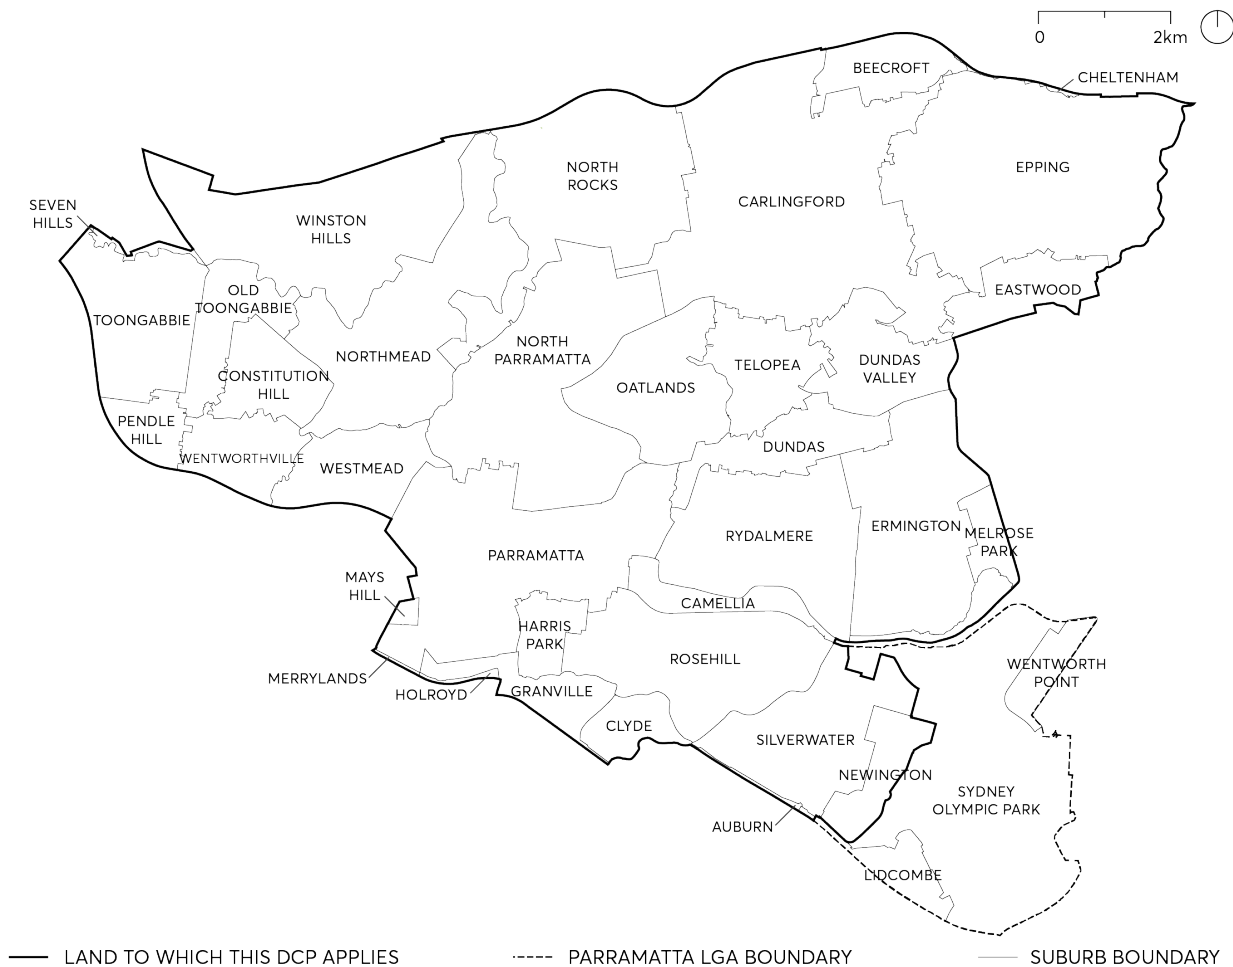 0 2km
BEECROFT
CHELTENHAM
NORTH
ROCKS
EPPING
CARLINGFORD
SEVEN
HILLS
WINSTON
HILLS
OLD
TOONGABBIE
EASTWOOD
TOONGABBIE
NORTHMEAD
NORTH
PARRAMATTA
TELOPEA
DUNDAS
VALLEY
CONSTITUTION
HILL
OATLANDS
PENDLE
HILL
WENTWORTHVILLE
WESTMEAD
DUNDAS
ERMINGTON
MELROSE
PARK
RYDALMERE
PARRAMATTA
MAYS
HILL
CAMELLIA
HARRIS
PARK
ROSEHILL
WENTWORTH
POINT
MERRYLANDS
HOLROYD
GRANVILLE
CLYDE
SILVERWATER
NEWINGTON
SYDNEY
OLYMPIC PARK
AUBURN
LIDCOMBE
LAND TO WHICH THIS DCP APPLIES
PARRAMATTA LGA BOUNDARY
SUBURB BOUNDARY